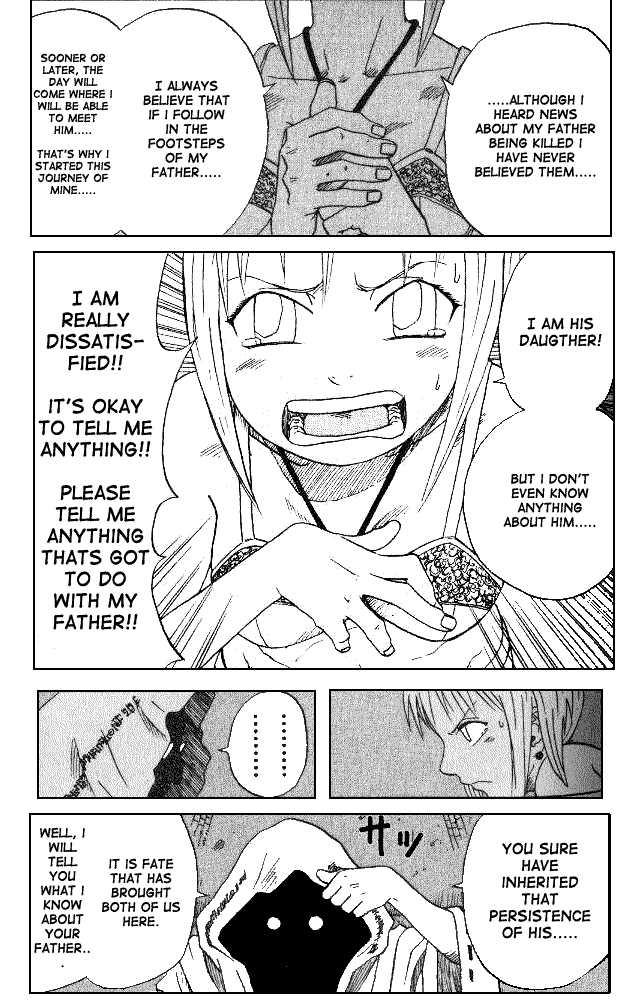 .....ALTHOUGH I
HEARD NEWS
ABOUT MY FATHER
BEING KILLED I
HAVE NEVER
BELIEVED THEM.....
I ALWAYS
BELIEVE THAT
IF I FOLLOW
IN THE
FOOTSTEPS
OF MY
FATHER.....
SOONER OR
LATER, THE
DAY WILL
COME WHERE I
WILL BE ABLE
TO MEET
HIM.....
THAT'S WHY I
STARTED THIS
JOURNEY OF
MINE.....
I AM HIS
DAUGTHER!
BUT I DON'T
EVEN KNOW
ANYTHING
ABOUT HIM.....
I AM
REALLY
DISSATIS-
FIED!!
IT'S OKAY
TO TELL ME
ANYTHING!!
PLEASE
TELL ME
ANYTHING
THATS GOT
TO DO
WITH MY
FATHER!!
YOU SURE
HAVE
INHERITED
THAT
PERSISTENCE
OF HIS.....
ザッ
IT IS FATE
THAT HAS
BROUGHT
BOTH OF US
HERE.
WELL, I
WILL
TELL
YOU
WHAT I
KNOW
ABOUT
YOUR
FATHER..
.